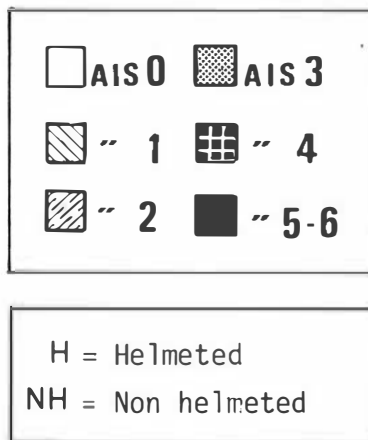 AIS 0 AIS 3
″ 1 ″ 4
″ 2 ″ 5-6
H = Helmeted
NH = Non helmeted